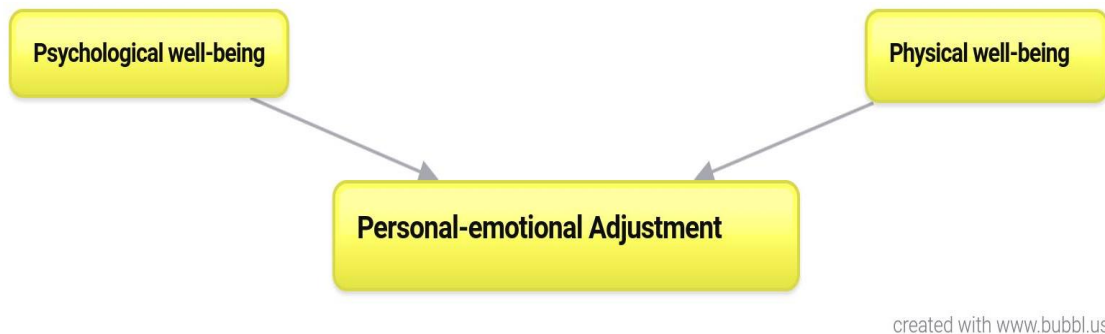 Psychological well-being
Physical well-being
Personal-emotional Adjustment
created with www.bubbl.us